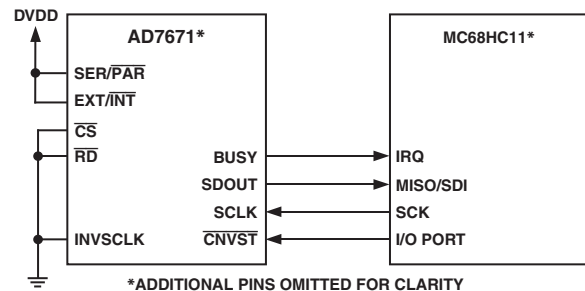 DVDD
AD7671*
MC68HC11*
SER/PAR
EXT/INT
CS
RD
BUSY
IRQ
SDOUT
MISO/SDI
SCLK
SCK
INVSCLK
CNVST
I/O PORT
*ADDITIONAL PINS OMITTED FOR CLARITY